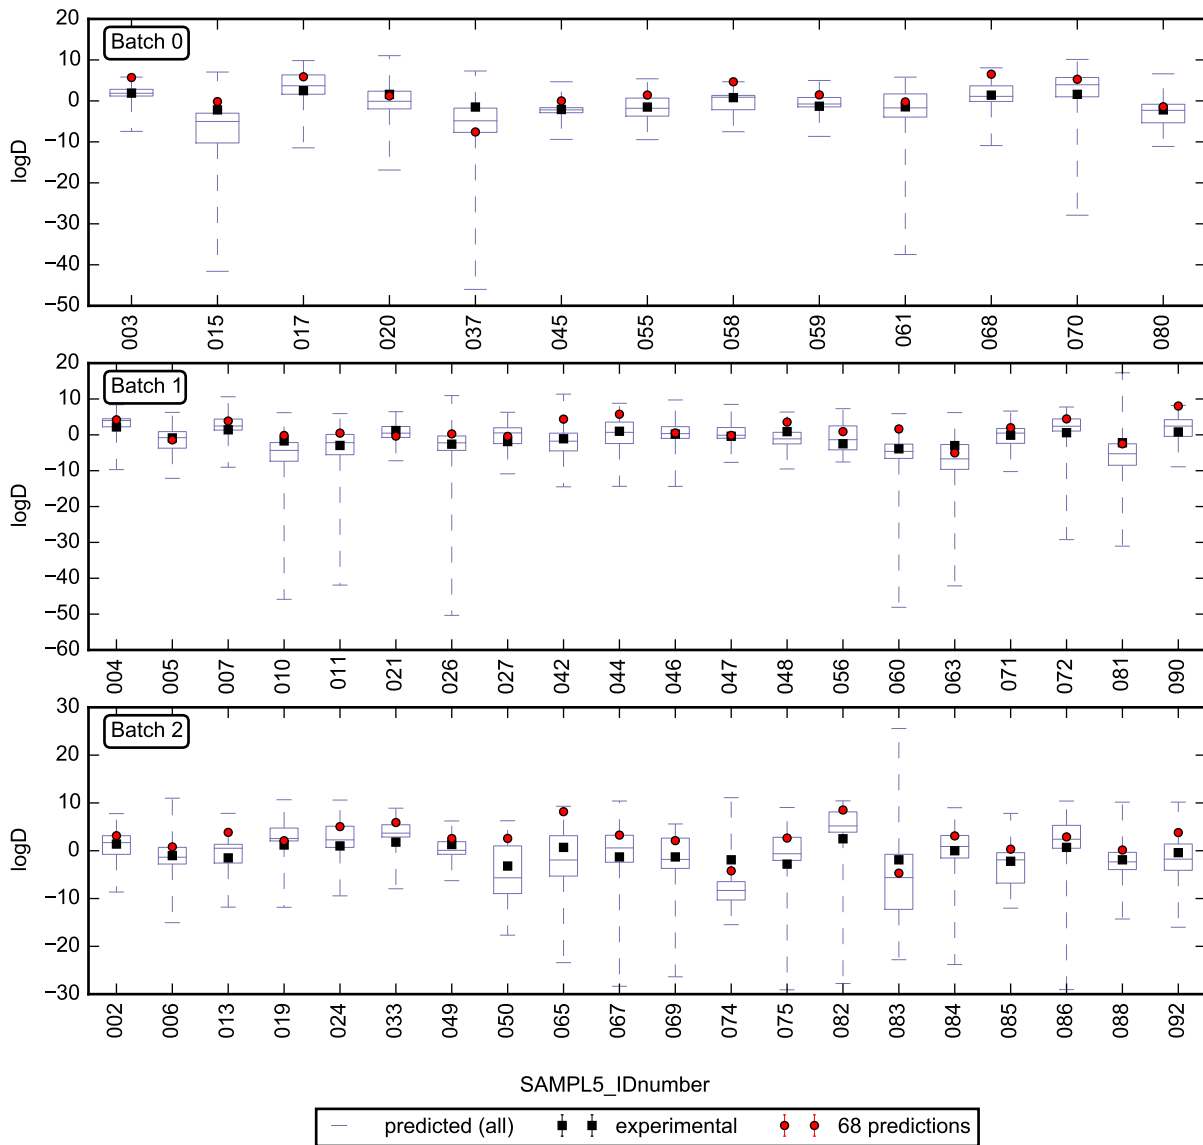 20
Batch 0
10
0
−10
−20
−30
−40
−50
logD
003 015 017 020 037 045 055 058 059 061 068 070 080
20
Batch 1
10
0
−10
−20
−30
−40
−50
−60
logD
004 005 007 010 011 021 026 027 042 044 046 047 048 056 060 063 071 072 081 090
30
Batch 2
20
10
0
−10
−20
−30
logD
002 006 013 019 024 033 049 050 065 067 069 074 075 082 083 084 085 086 088 092
SAMPL5_IDnumber
predicted (all) experimental 68 predictions